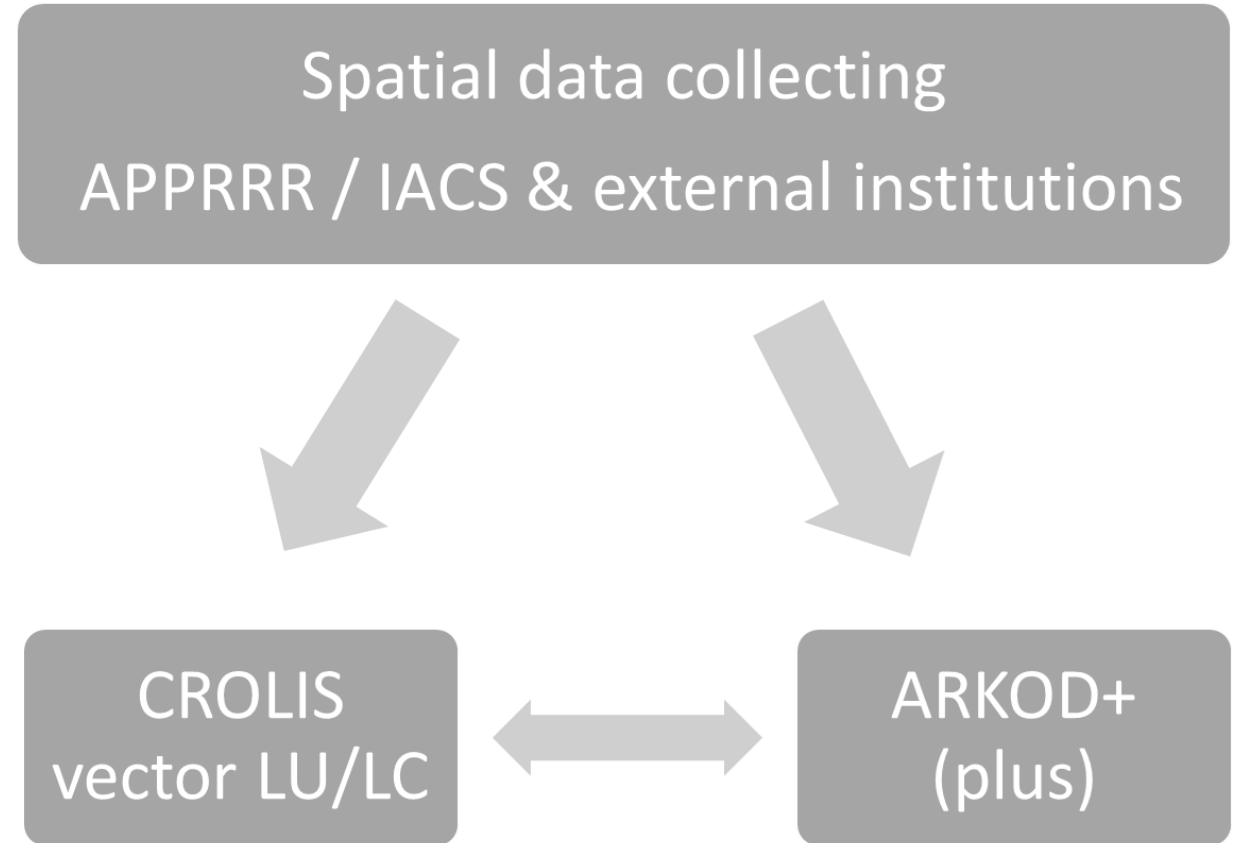 Spatial data collecting
APPRRR / IACS & external institutions
CROLIS
vector LU/LC
ARKOD+
(plus)